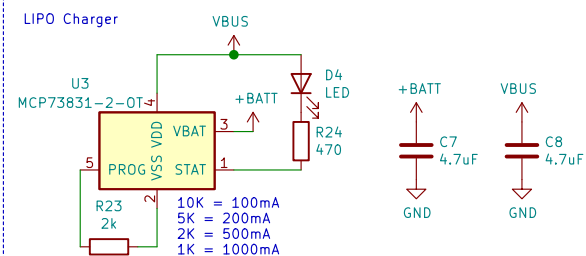 LIPO Charger
VBUS
U3
MCP73831-2-OT
4
VDD
+BATT
D4
LED
VBAT
3
R24
470
5
PROG
VSS
STAT
1
2
R23
2k
10K = 100mA
5K = 200mA
2K = 500mA
1K = 1000mA
+BATT
C7
4.7uF
GND
VBUS
C8
4.7uF
GND